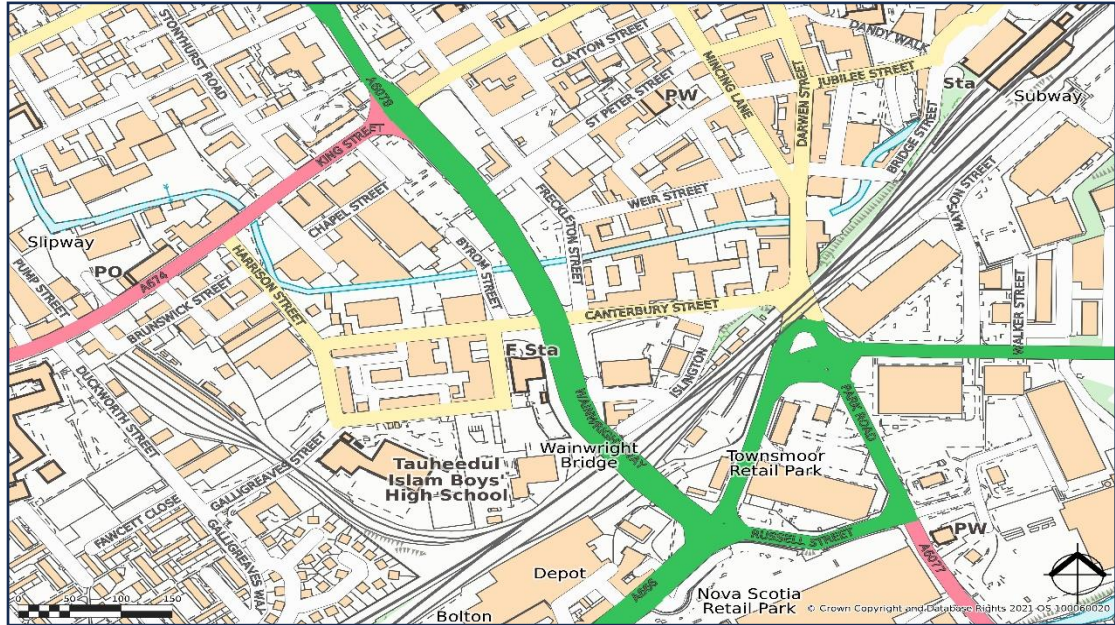 STONYHURST ROAD
A6078
CLAYTON STREET
MINCING LANE
DANDY WALK
JUBILEE STREET
DARWEN STREET
Sta
Subway
PW
ST PETER STREET
KING STREET
BRIDGE STREET
FRECKLETON STREET
WEIR STREET
WATSON STREET
CHAPEL STREET
Slipway
BYROM STREET
PO
A674
HARRISON STREET
PUMP STREET
BRUNSWICK STREET
CANTERBURY STREET
WALKER STREET
F Sta
ISLINGTON
DUCKWORTH STREET
WAINWRIGHT WAY
PARK ROAD
Wainwright
Bridge
Townsmoor
Retail Park
Tauheedul
Islam Boys'
High School
GALLIGREAVES STREET
FAWCETT CLOSE
GALLIGREAVES WAY
RUSSELL STREET
PW
A6077
Depot
A666
Nova Scotia
Retail Park
Bolton
0 50 100 150
© Crown Copyright and Database Rights 2021 OS 100060020